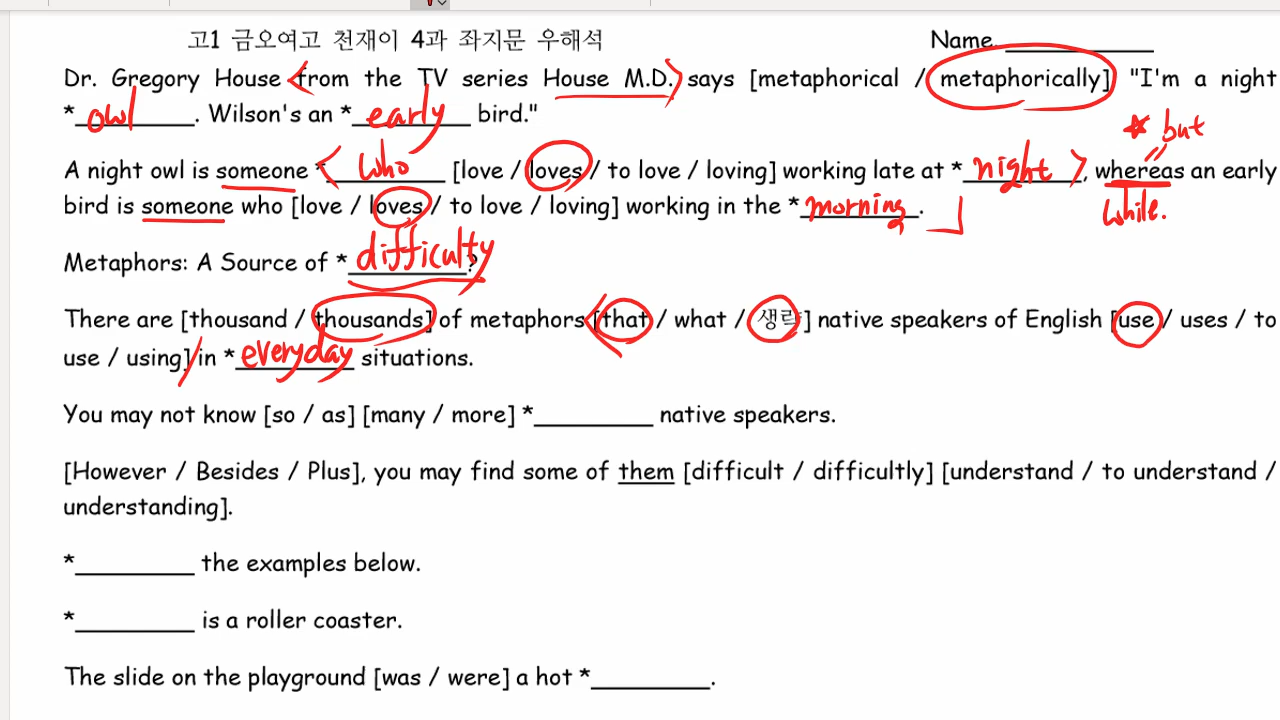 고1 금오여고 천재이 4과 좌지문 우해석 Name
Dr. Gregory House <from the TV series House M.D.> says [metaphorical / metaphorically], "I'm a night
*owl. Wilson's an *early bird."
★ but
A night owl is someone *<who [love / loves / to love / loving] working late at *night>, whereas an early
while.
bird is someone who [love / loves / to love / loving] working in the *morning.
Metaphors: A Source of *difficulty?
There are [thousand / thousands] of metaphors <[that / what / 생략] native speakers of English [use / uses / to
use / using]/in *everyday situations.
You may not know [so / as] [many / more] *__________ native speakers.
[However / Besides / Plus], you may find some of them [difficult / difficultly] [understand / to understand /
understanding].
*__________ the examples below.
*__________ is a roller coaster.
The slide on the playground [was / were] a hot *__________.